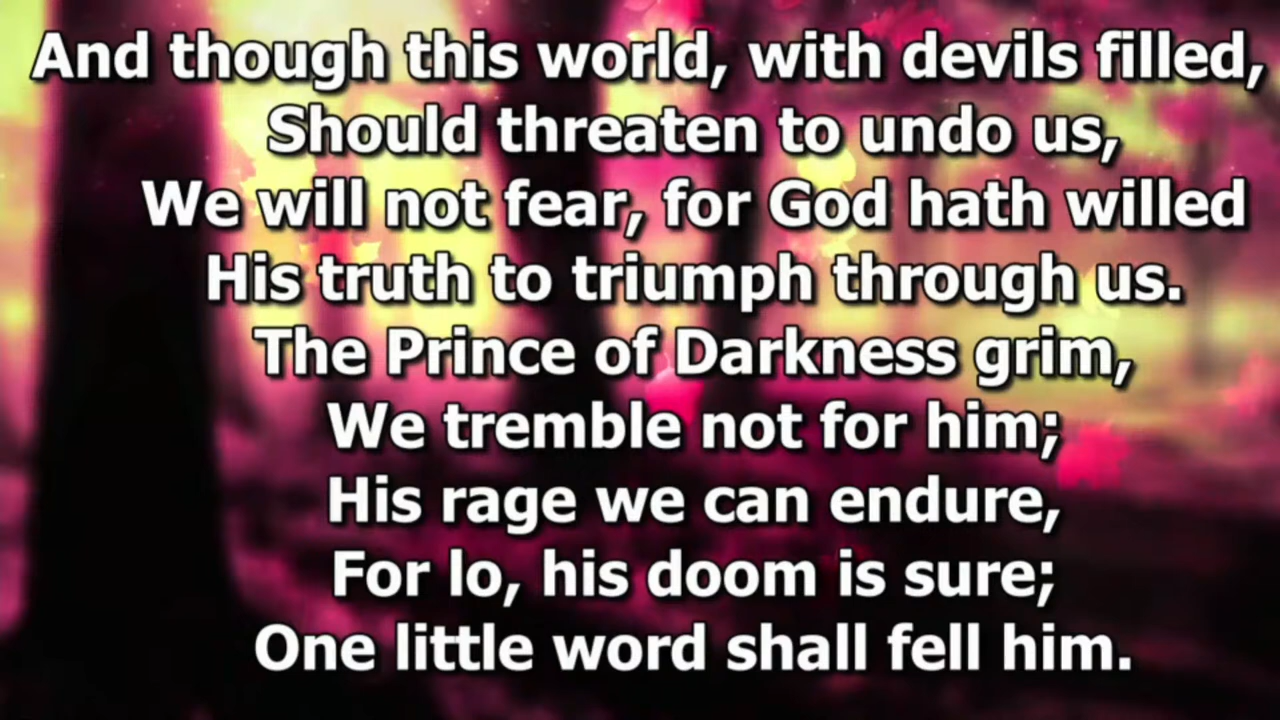 And though this world, with devils filled,
Should threaten to undo us,
We will not fear, for God hath willed
His truth to triumph through us.
The Prince of Darkness grim,
We tremble not for him;
His rage we can endure,
For lo, his doom is sure;
One little word shall fell him.